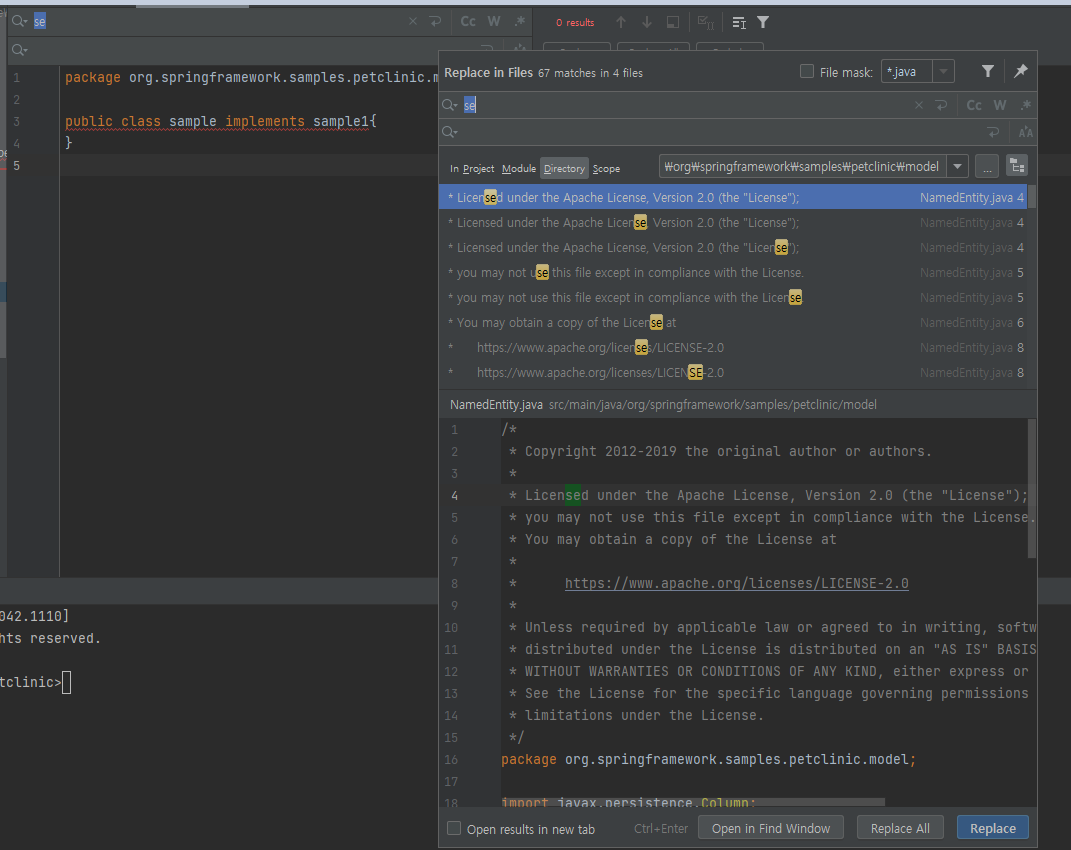 se
Cc W .*
0 results
1 package org.springframework.samples.petclinic.m
2
3 public class sample implements sample1{
4 }
5
042.1110]
hts reserved.
tclinic>
Replace in Files 67 matches in 4 files
File mask: *.java
se
Cc W .*
In Project Module Directory Scope
₩org₩springframework₩samples₩petclinic₩model
...
* Licensed under the Apache License, Version 2.0 (the "License"); NamedEntity.java 4
* Licensed under the Apache License, Version 2.0 (the "License"); NamedEntity.java 4
* Licensed under the Apache License, Version 2.0 (the "License"); NamedEntity.java 4
* you may not use this file except in compliance with the License. NamedEntity.java 5
* you may not use this file except in compliance with the License NamedEntity.java 5
* You may obtain a copy of the License at NamedEntity.java 6
* https://www.apache.org/licenses/LICENSE-2.0 NamedEntity.java 8
* https://www.apache.org/licenses/LICENSE-2.0 NamedEntity.java 8
NamedEntity.java src/main/java/org/springframework/samples/petclinic/model
1 /*
2 * Copyright 2012-2019 the original author or authors.
3 *
4 * Licensed under the Apache License, Version 2.0 (the "License");
5 * you may not use this file except in compliance with the License.
6 * You may obtain a copy of the License at
7 *
8 * https://www.apache.org/licenses/LICENSE-2.0
9 *
10 * Unless required by applicable law or agreed to in writing, softw
11 * distributed under the License is distributed on an "AS IS" BASIS
12 * WITHOUT WARRANTIES OR CONDITIONS OF ANY KIND, either express or
13 * See the License for the specific language governing permissions
14 * limitations under the License.
15 */
16 package org.springframework.samples.petclinic.model;
17
18 import javax.persistence.Column;
Open results in new tab
Ctrl+Enter
Open in Find Window
Replace All
Replace